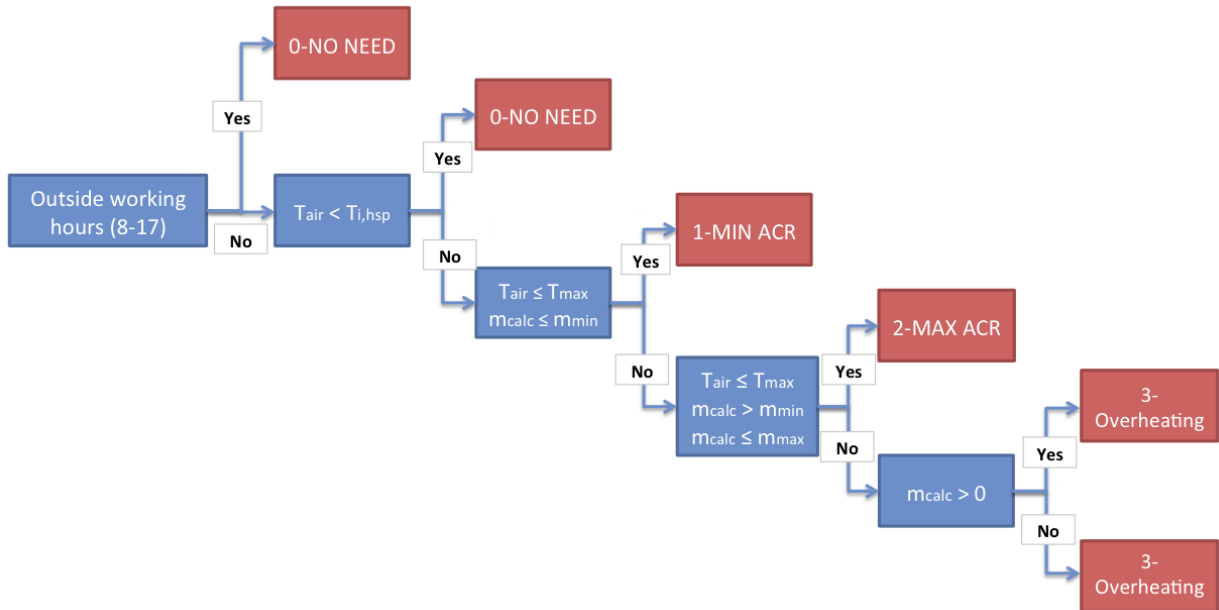 0-NO NEED
Yes
Outside working
hours (8-17)
No
Tair < Ti,hsp
0-NO NEED
Yes
No
Tair ≤ Tmax
mcalc ≤ mmin
1-MIN ACR
Yes
No
Tair ≤ Tmax
mcalc > mmin
mcalc ≤ mmax
2-MAX ACR
Yes
No
mcalc > 0
3-
Overheating
Yes
No
3-
Overheating